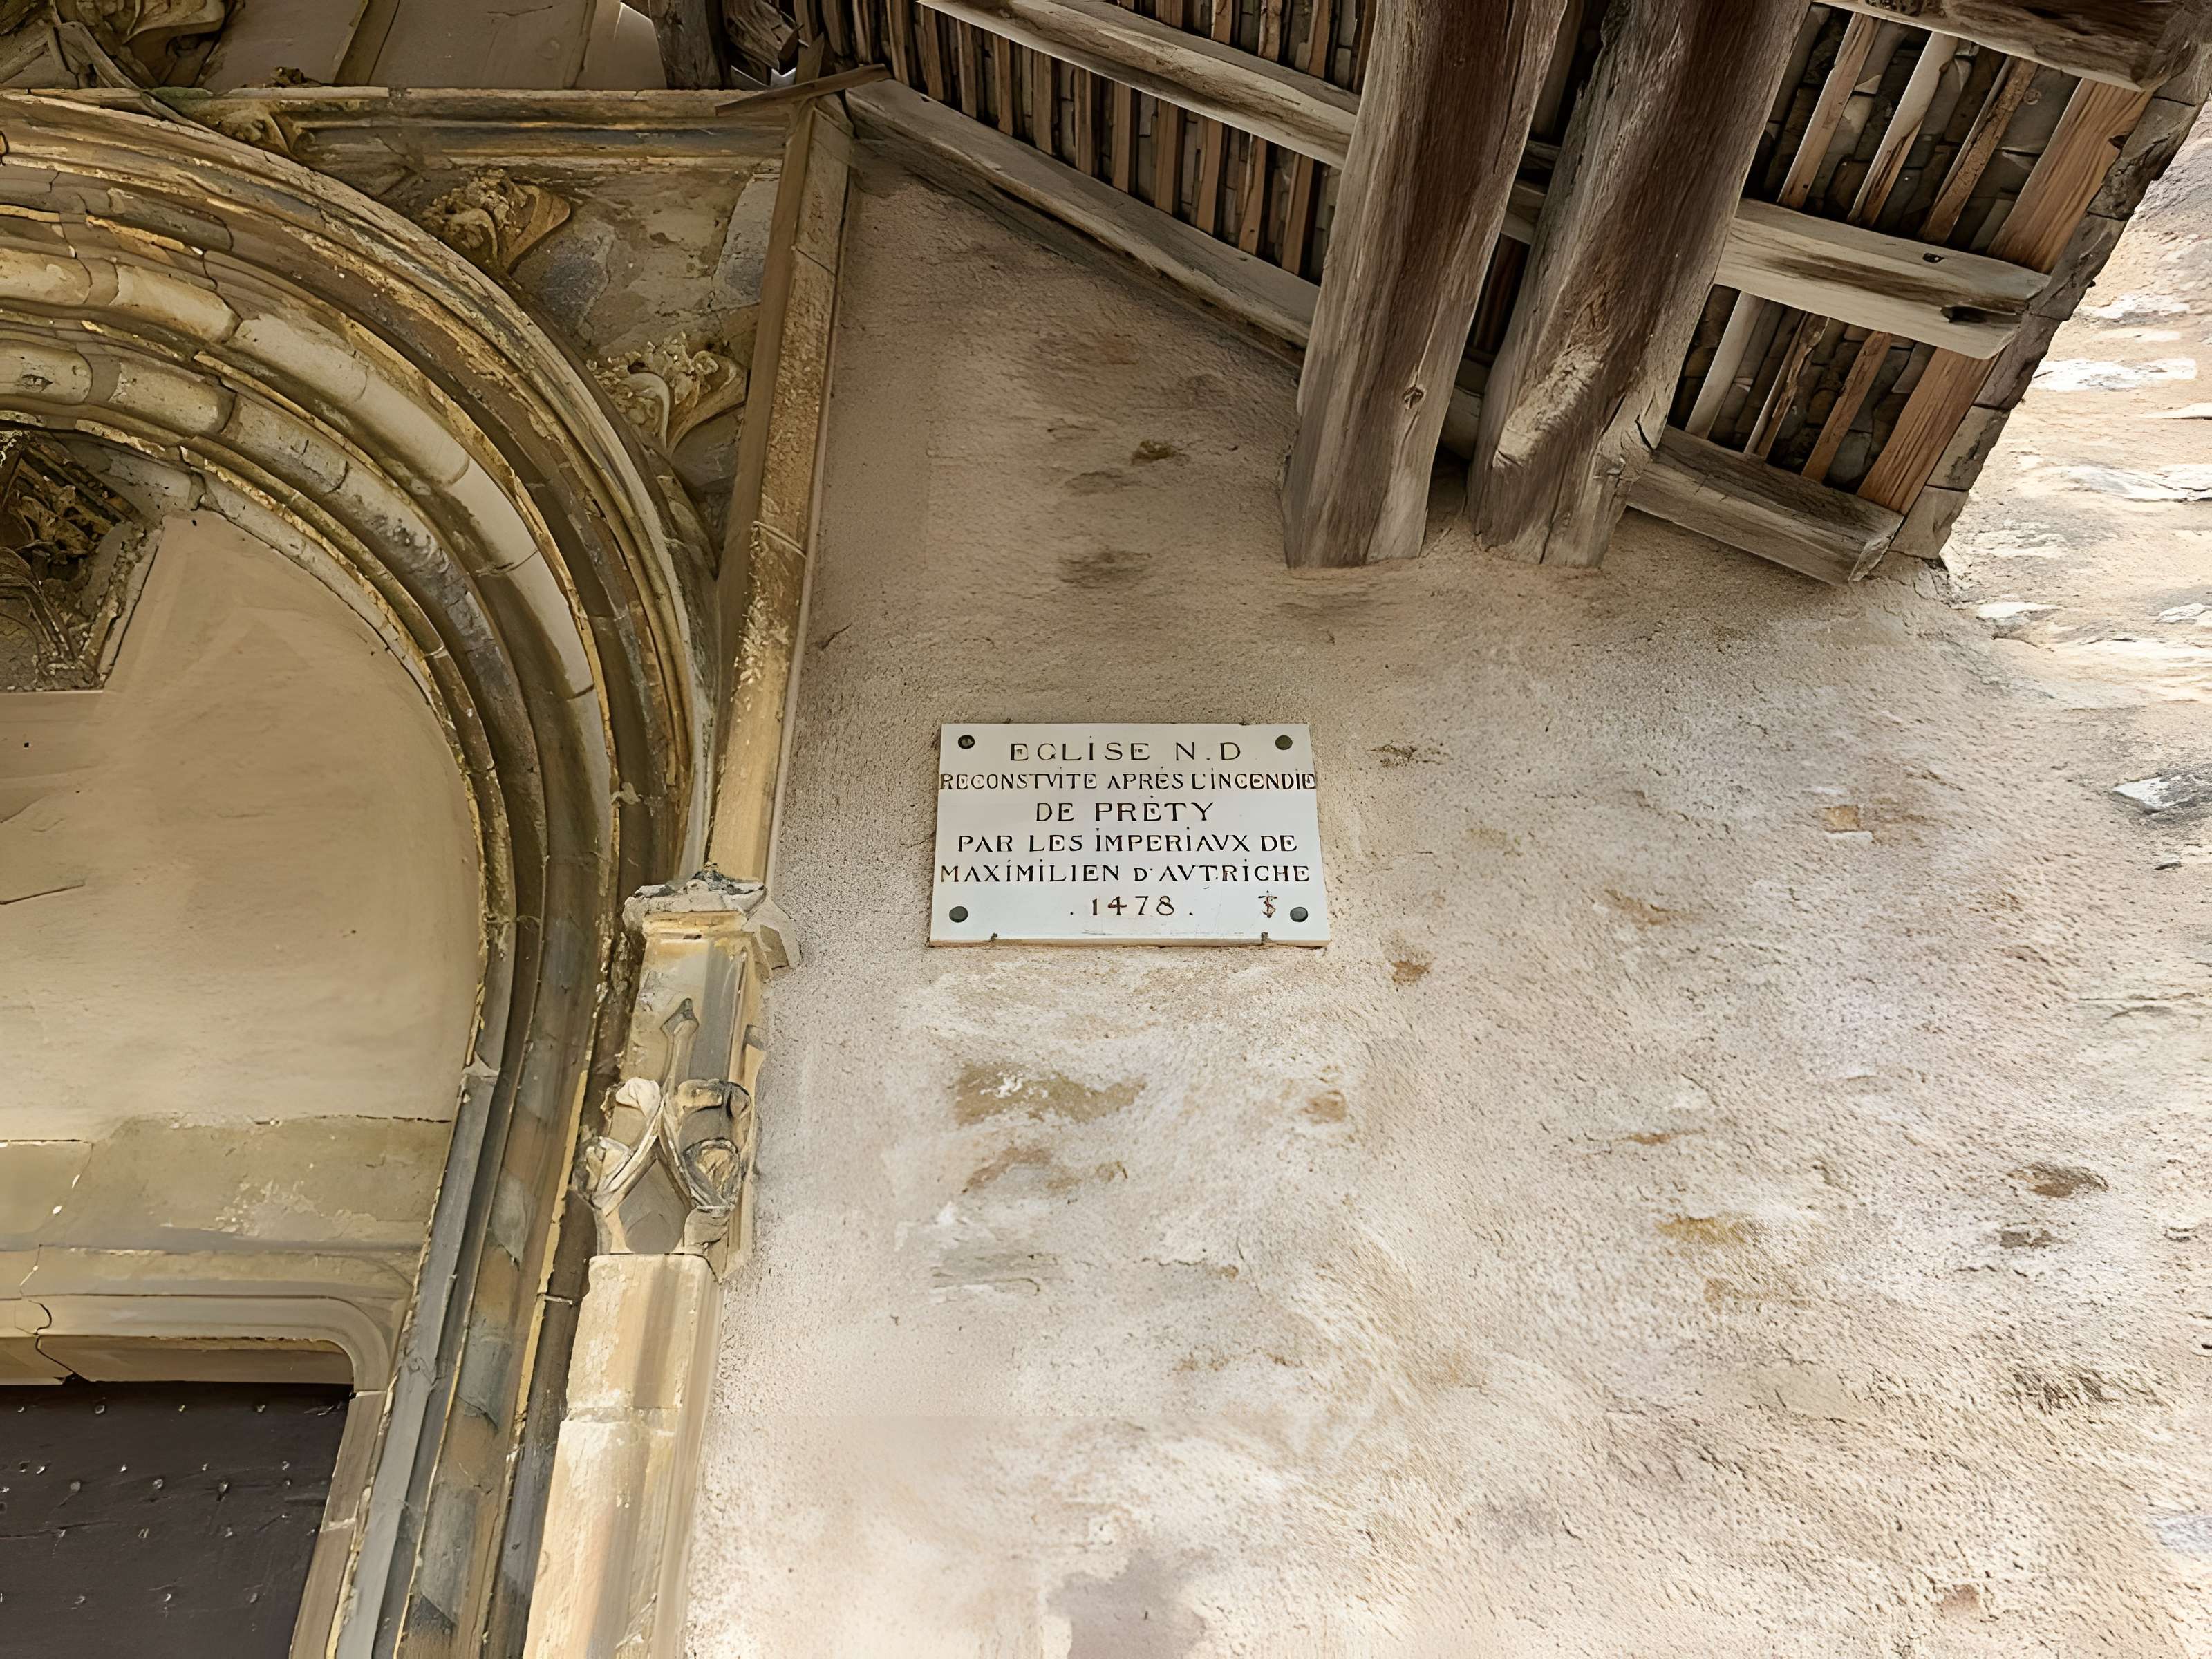 EGLISE N.D
RECONSTVITE APRÈS L'INCENDIE
DE PRÉTY
PAR LES IMPERIAVX DE
MAXIMILIEN D'AVTRICHE
. 1478 .